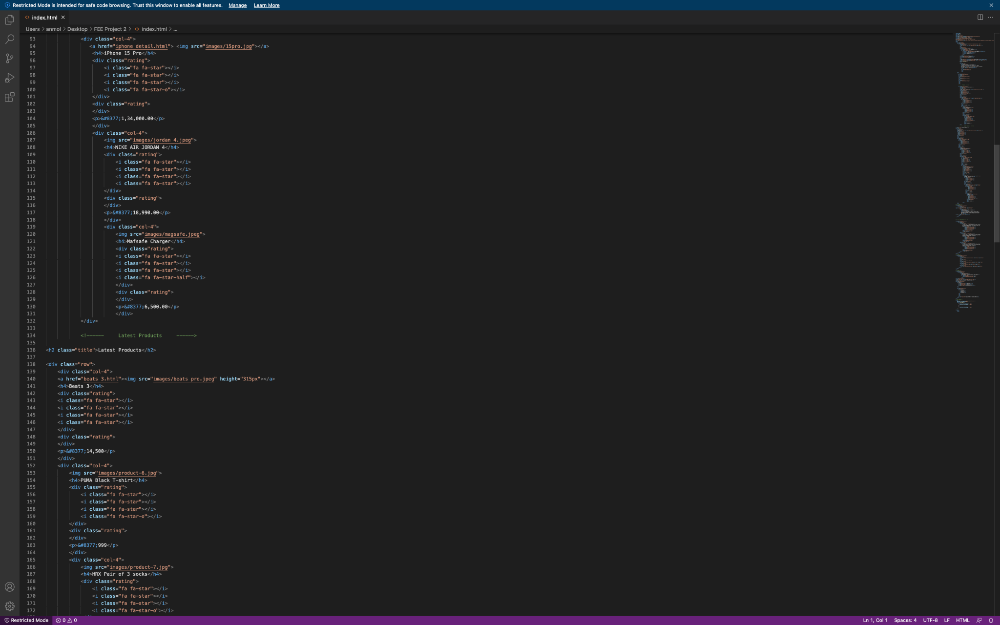 Restricted Mode is intended for safe code browsing. Trust this window to enable all features. Manage Learn More
index.html
Users > anmol > Desktop > FEE Project 2 > <> index.html > ...
93 <div class="col-4">
94 <a href="iphone detail.html"> <img src="images/15pro.jpg"></a>
95 <h4>iPhone 15 Pro</h4>
96 <div class="rating">
97 <i class="fa fa-star"></i>
98 <i class="fa fa-star"></i>
99 <i class="fa fa-star"></i>
100 <i class="fa fa-star-o"></i>
101 </div>
102 <div class="rating">
103 </div>
104 <p>&#8377;1,34,000.00</p>
105 </div>
106 <div class="col-4">
107 <img src="images/jordan 4.jpeg">
108 <h4>NIKE AIR JORDAN 4</h4>
109 <div class="rating">
110 <i class="fa fa-star"></i>
111 <i class="fa fa-star"></i>
112 <i class="fa fa-star"></i>
113 <i class="fa fa-star"></i>
114 </div>
115 <div class="rating">
116 </div>
117 <p>&#8377;18,990.00</p>
118 </div>
119 <div class="col-4">
120 <img src="images/magsafe.jpeg">
121 <h4>Mafsafe Charger</h4>
122 <div class="rating">
123 <i class="fa fa-star"></i>
124 <i class="fa fa-star"></i>
125 <i class="fa fa-star"></i>
126 <i class="fa fa-star-half"></i>
127 </div>
128 <div class="rating">
129 </div>
130 <p>&#8377;6,500.00</p>
131 </div>
132 </div>
133
134 <!------ Latest Products ------>
135
136 <h2 class="title">Latest Products</h2>
137
138 <div class="row">
139 <div class="col-4">
140 <a href="beats 3.html"><img src="images/beats pro.jpeg" height="315px"></a>
141 <h4>Beats 3</h4>
142 <div class="rating">
143 <i class="fa fa-star"></i>
144 <i class="fa fa-star"></i>
145 <i class="fa fa-star"></i>
146 <i class="fa fa-star"></i>
147 </div>
148 <div class="rating">
149 </div>
150 <p>&#8377;14,500</p>
151 </div>
152 <div class="col-4">
153 <img src="images/product-6.jpg">
154 <h4>PUMA Black T-shirt</h4>
155 <div class="rating">
156 <i class="fa fa-star"></i>
157 <i class="fa fa-star"></i>
158 <i class="fa fa-star"></i>
159 <i class="fa fa-star-o"></i>
160 </div>
161 <div class="rating">
162 </div>
163 <p>&#8377;999</p>
164 </div>
165 <div class="col-4">
166 <img src="images/product-7.jpg">
167 <h4>HRX Pair of 3 socks</h4>
168 <div class="rating">
169 <i class="fa fa-star"></i>
170 <i class="fa fa-star"></i>
171 <i class="fa fa-star"></i>
172 <i class="fa fa-star-o"></i>
Restricted Mode 0 0 Ln 1, Col 1 Spaces: 4 UTF-8 LF HTML